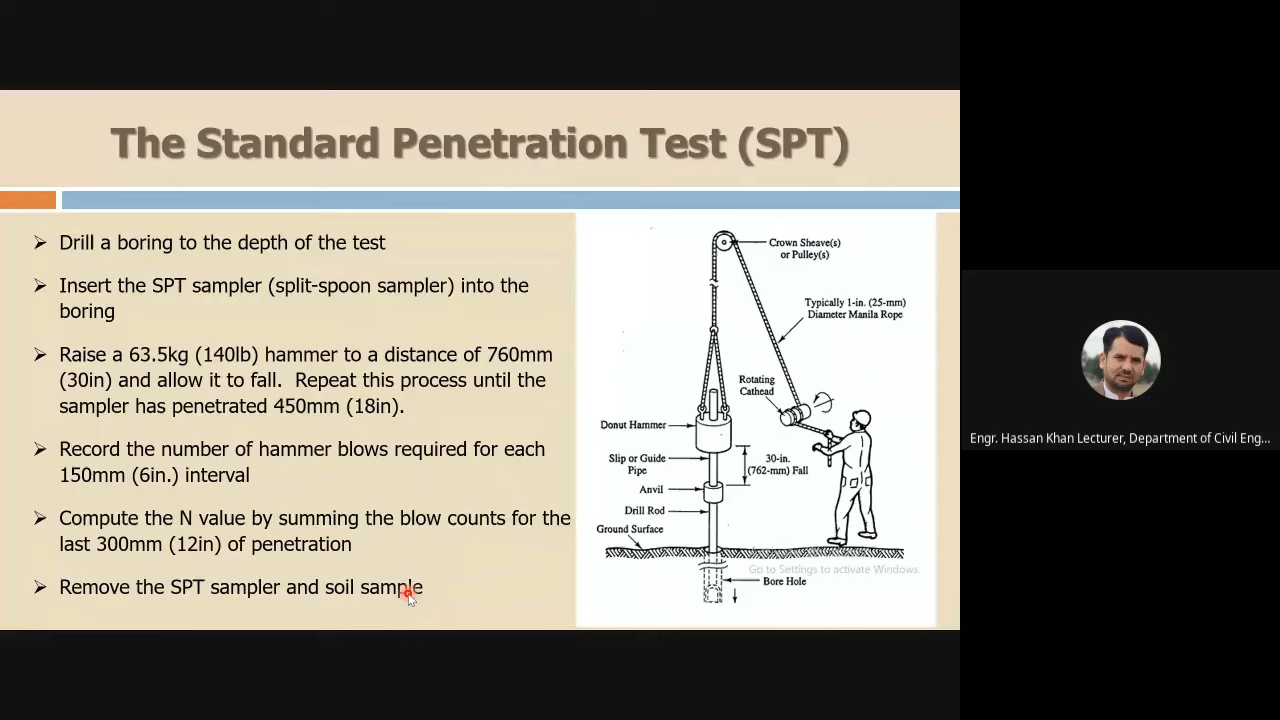 The Standard Penetration Test (SPT)
➢ Drill a boring to the depth of the test
➢ Insert the SPT sampler (split-spoon sampler) into the
boring
➢ Raise a 63.5kg (140lb) hammer to a distance of 760mm
(30in) and allow it to fall. Repeat this process until the
sampler has penetrated 450mm (18in).
➢ Record the number of hammer blows required for each
150mm (6in.) interval
➢ Compute the N value by summing the blow counts for the
last 300mm (12in) of penetration
➢ Remove the SPT sampler and soil sample
Crown Sheave(s)
or Pulley(s)
Typically 1-in. (25-mm)
Diameter Manila Rope
Rotating
Cathead
Donut Hammer
Slip or Guide
Pipe
30-in.
(762-mm) Fall
Anvil
Drill Rod
Ground Surface
Go to Settings to activate Windows.
Bore Hole
Engr. Hassan Khan Lecturer, Department of Civil Eng...